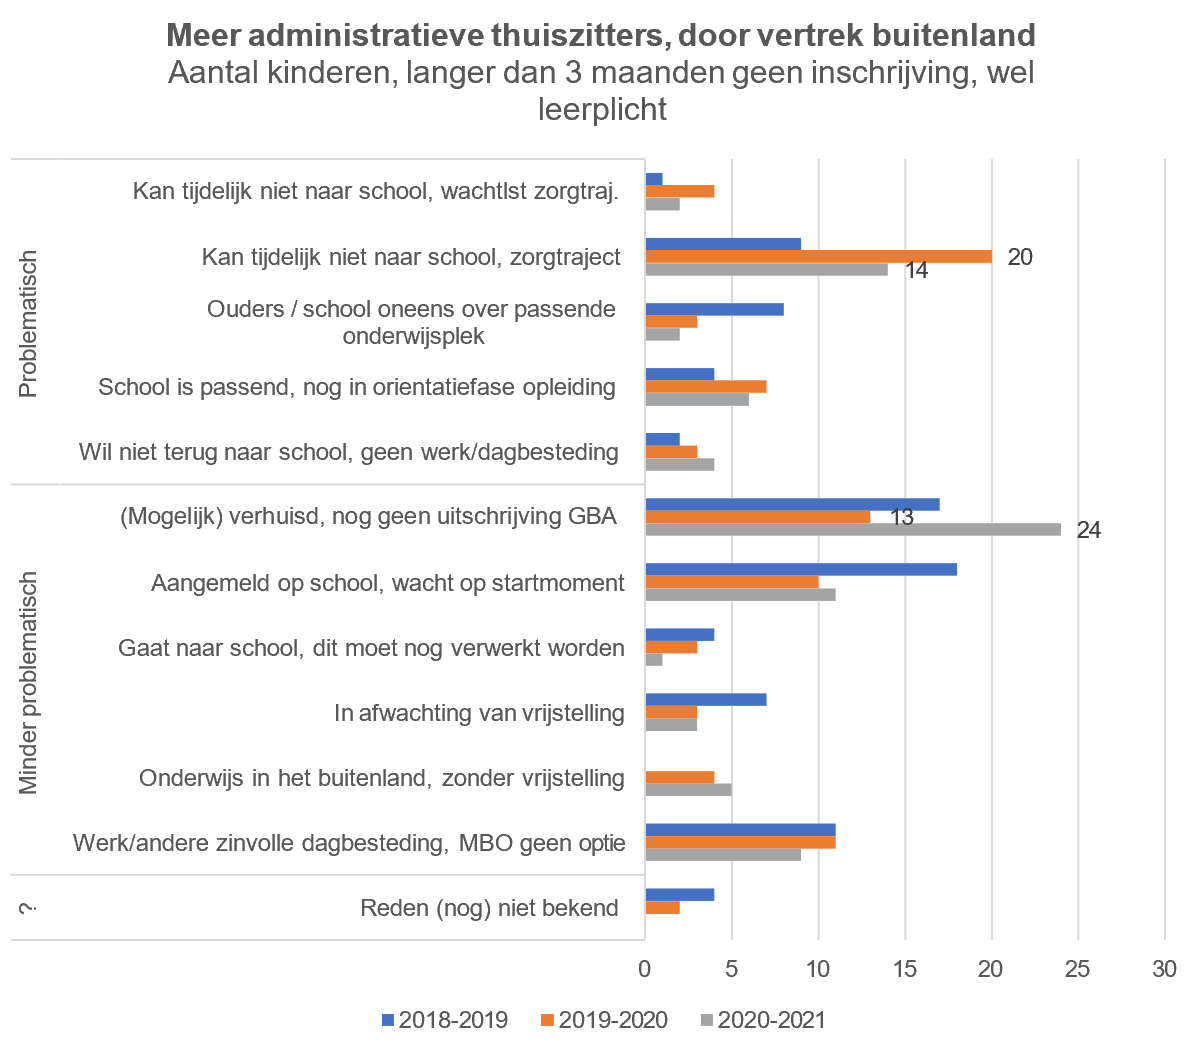 Meer administratieve thuiszitters, door vertrek buitenland
Aantal kinderen, langer dan 3 maanden geen inschrijving, wel
leerplicht
Problematisch
Kan tijdelijk niet naar school, wachtlst zorgtraj.
Kan tijdelijk niet naar school, zorgtraject
20
14
Ouders / school oneens over passende
onderwijsplek
School is passend, nog in orientatiefase opleiding
Wil niet terug naar school, geen werk/dagbesteding
Minder problematisch
(Mogelijk) verhuisd, nog geen uitschrijving GBA
13
24
Aangemeld op school, wacht op startmoment
Gaat naar school, dit moet nog verwerkt worden
In afwachting van vrijstelling
Onderwijs in het buitenland, zonder vrijstelling
Werk/andere zinvolle dagbesteding, MBO geen optie
?
Reden (nog) niet bekend
0 5 10 15 20 25 30
2018-2019 2019-2020 2020-2021